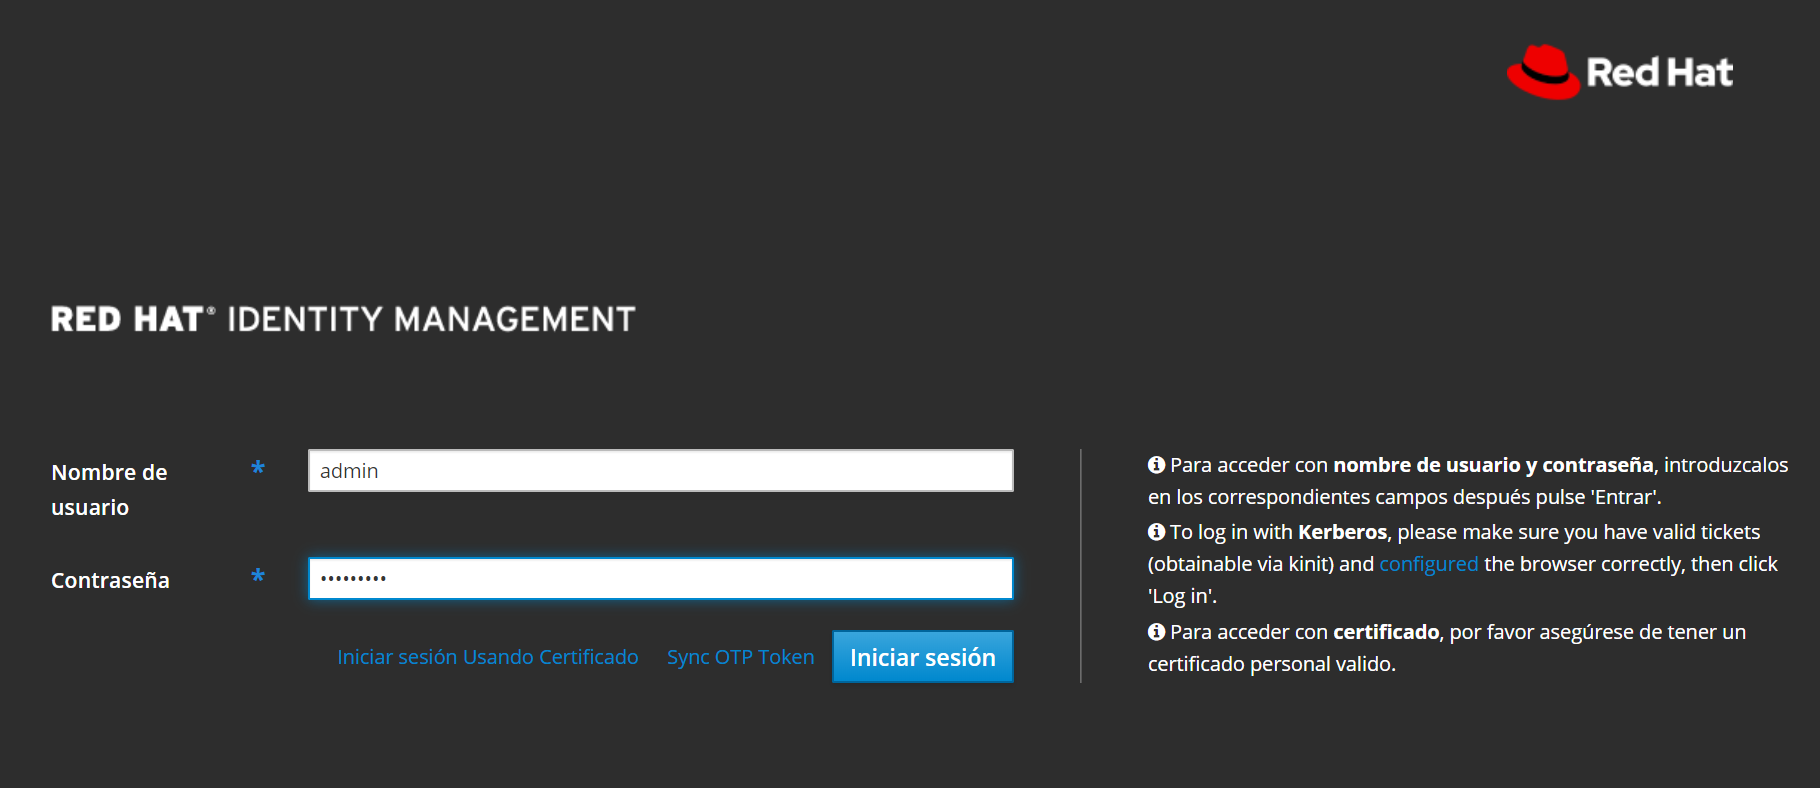 Red Hat
RED HAT® IDENTITY MANAGEMENT
Nombre de
usuario
*
admin
Contraseña
*
•••••••••
Iniciar sesión Usando Certificado
Sync OTP Token
Iniciar sesión
Para acceder con nombre de usuario y contraseña, introduzcalos
en los correspondientes campos después pulse 'Entrar'.
To log in with Kerberos, please make sure you have valid tickets
(obtainable via kinit) and configured the browser correctly, then click
'Log in'.
Para acceder con certificado, por favor asegúrese de tener un
certificado personal valido.